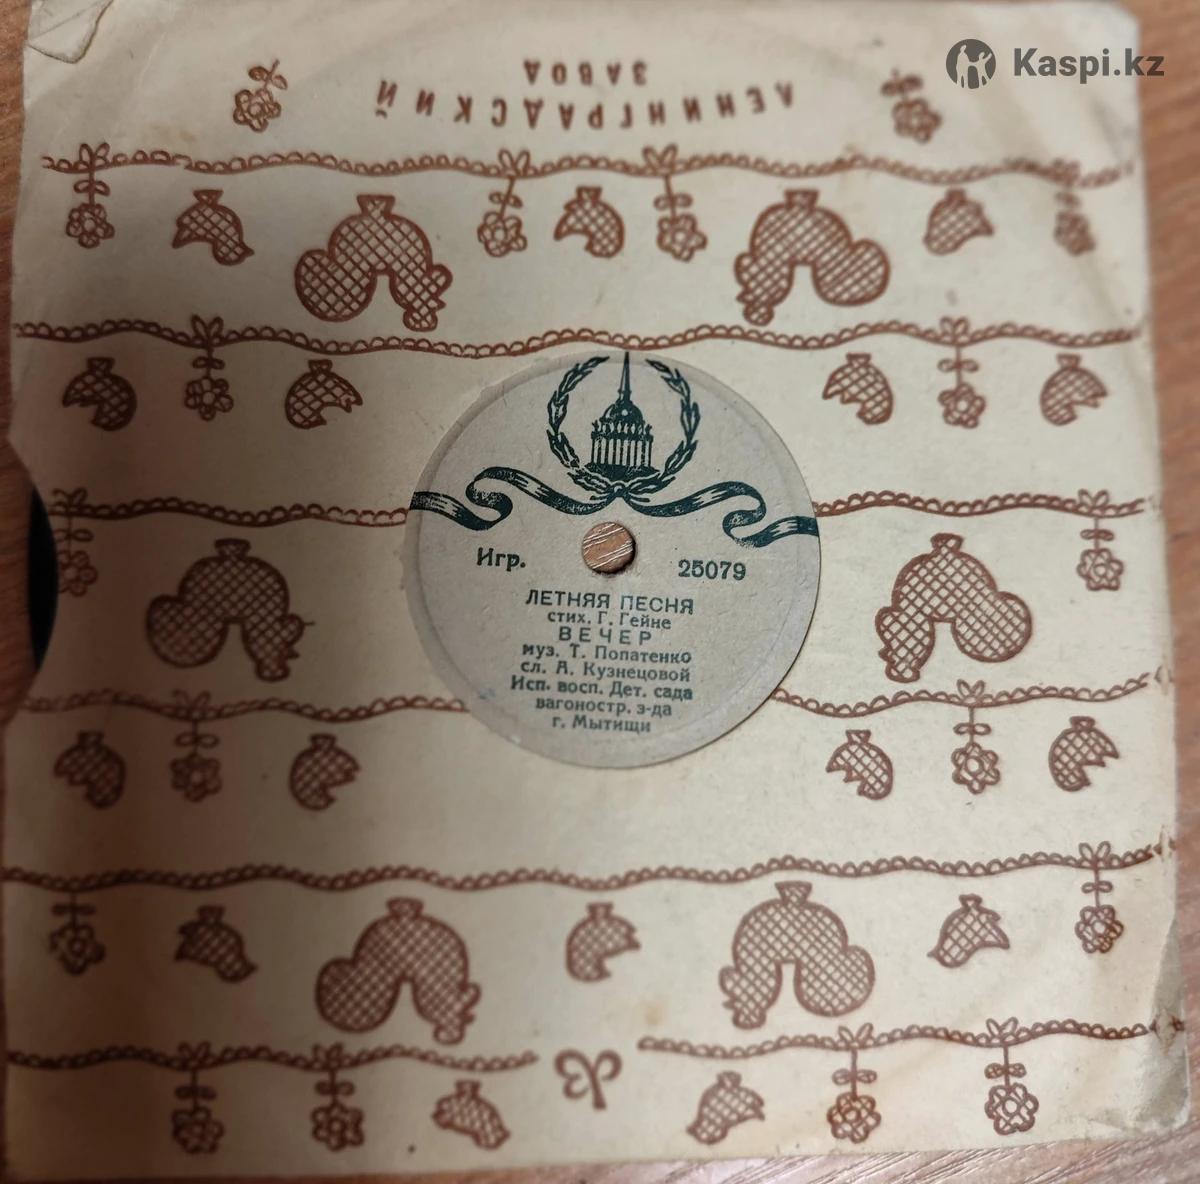 Kaspi.kz
ЛЕНИНГРАДСКИЙ
ЗАВОД
Игр. 25079
ЛЕТНЯЯ ПЕСНЯ
стих. Г. Гейне
ВЕЧЕР
муз. Т. Попатенко
сл. А. Кузнецовой
Исп. восп. Дет. сада
вагоностр. з-да
г. Мытищи